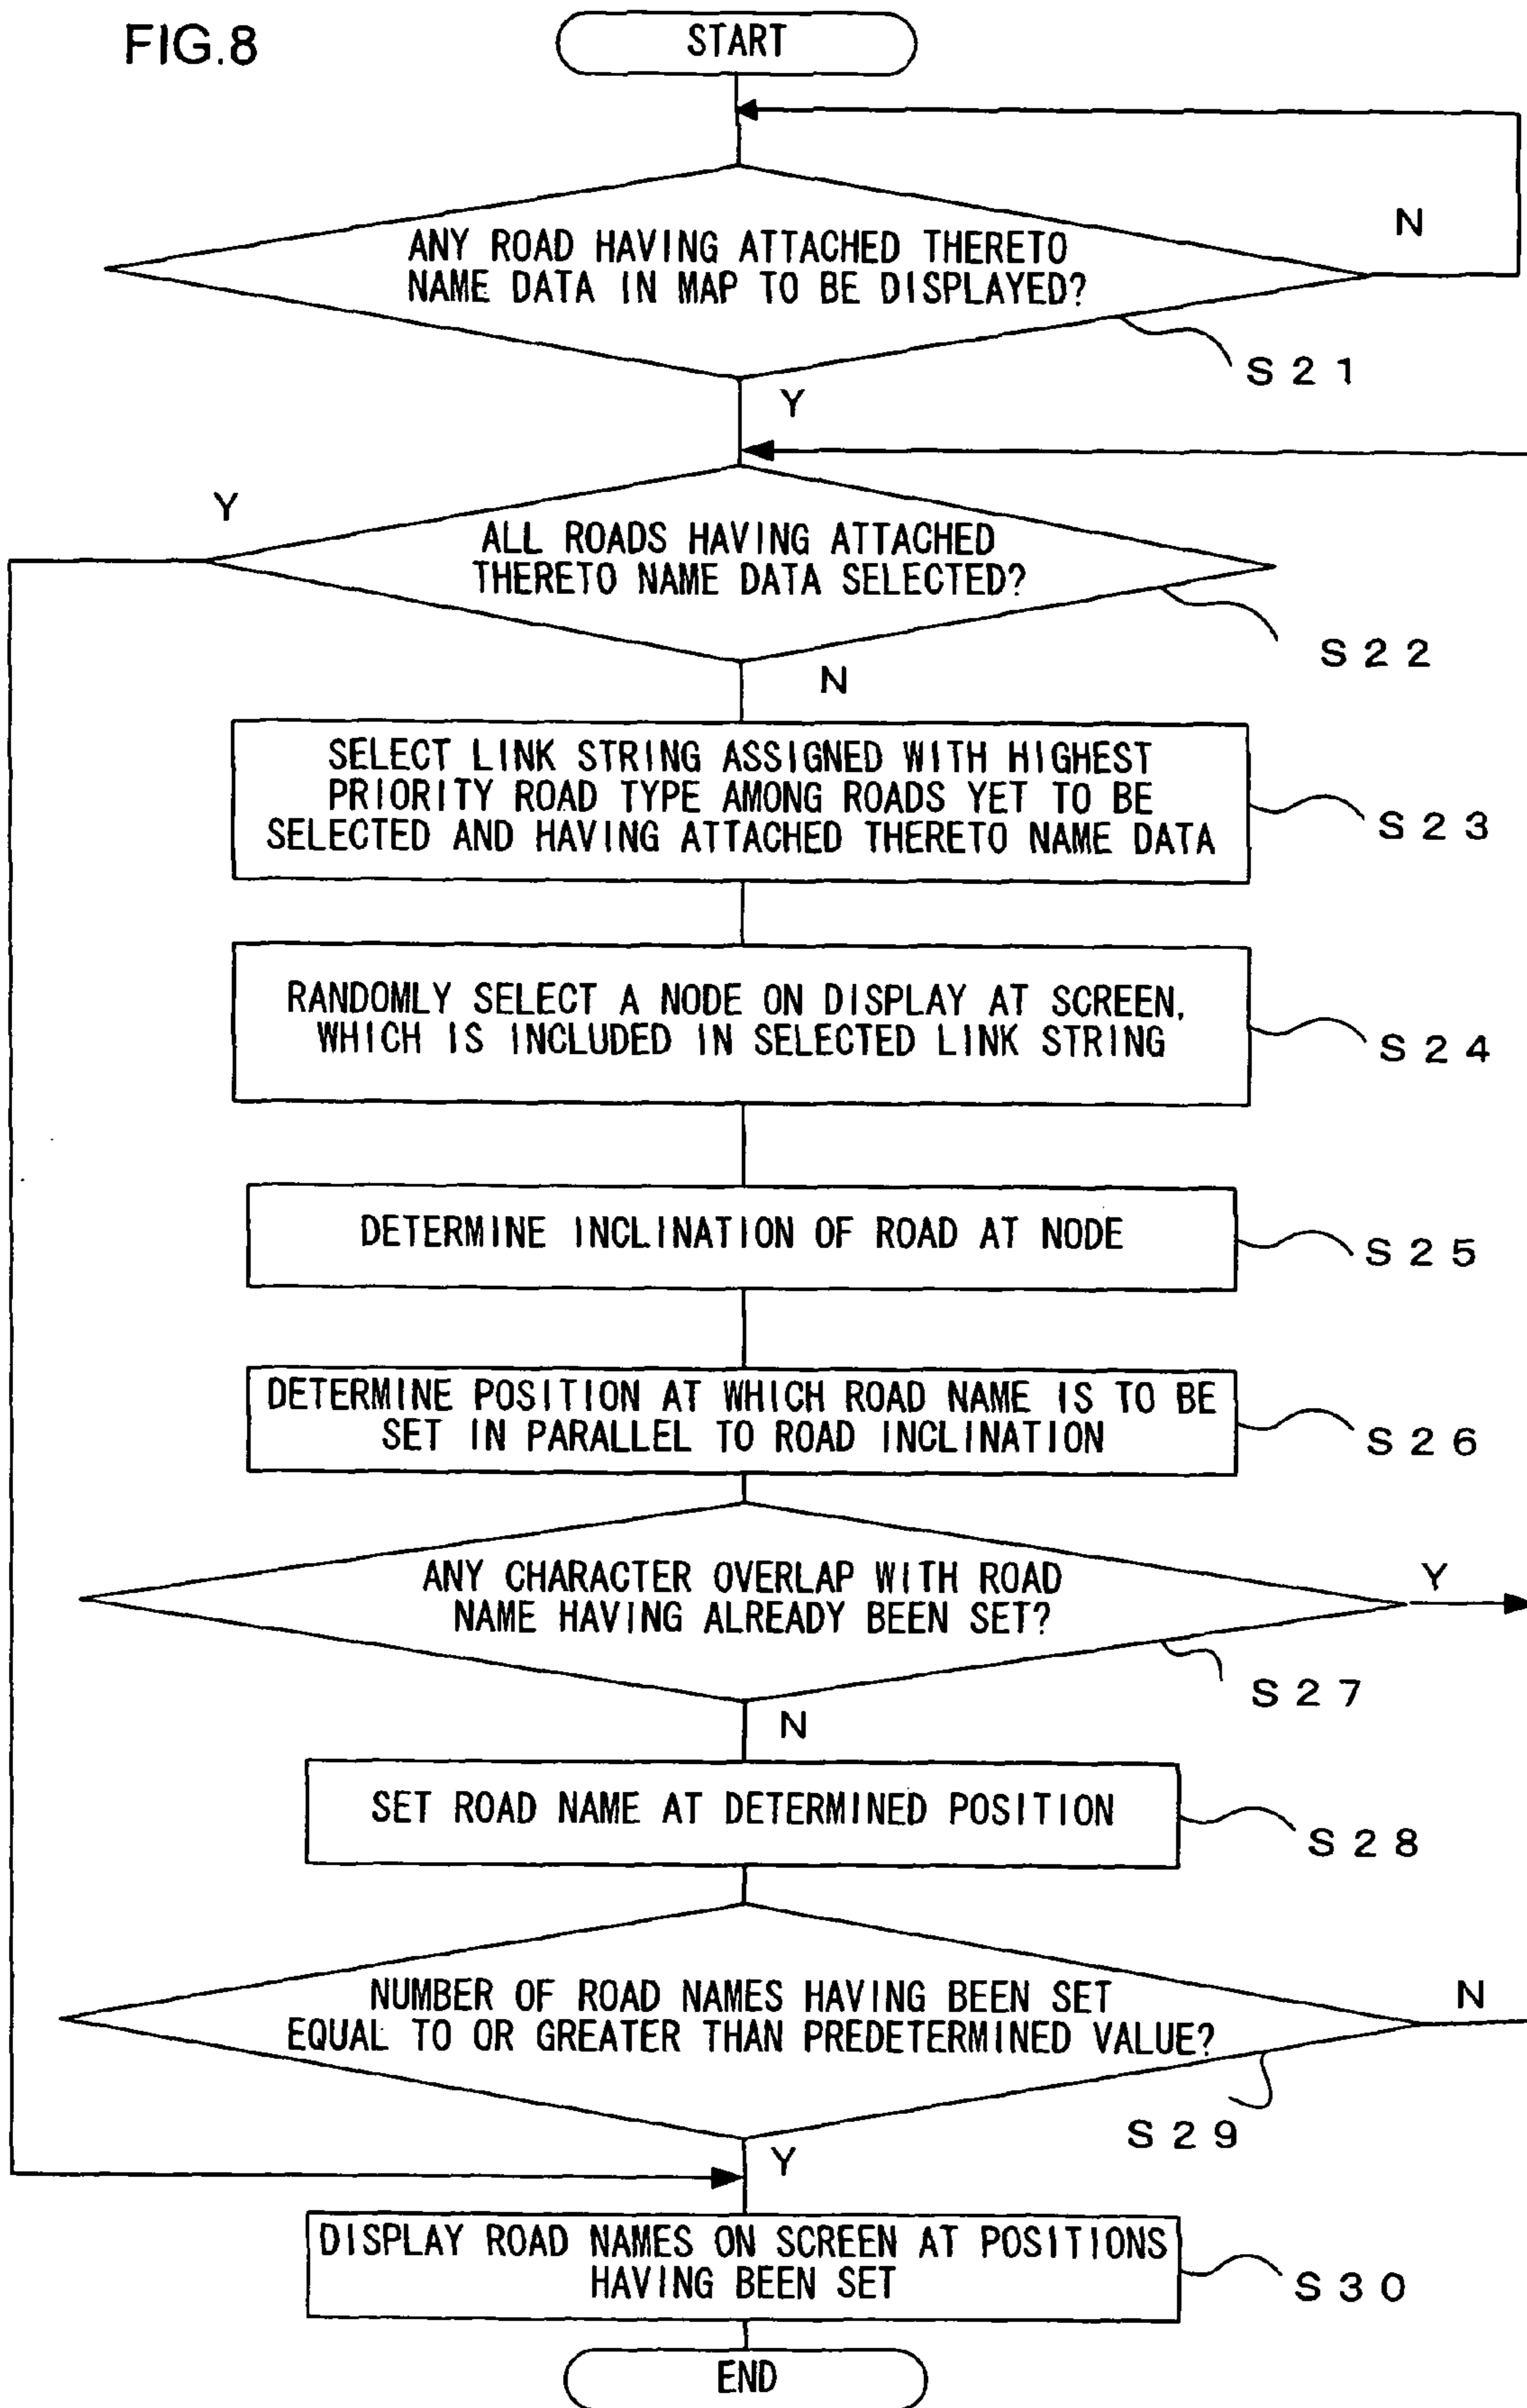 FIG.8
START
ANY ROAD HAVING ATTACHED THERETO
NAME DATA IN MAP TO BE DISPLAYED?
N
S21
Y
Y
ALL ROADS HAVING ATTACHED
THERETO NAME DATA SELECTED?
S22
N
SELECT LINK STRING ASSIGNED WITH HIGHEST
PRIORITY ROAD TYPE AMONG ROADS YET TO BE
SELECTED AND HAVING ATTACHED THERETO NAME DATA
S23
RANDOMLY SELECT A NODE ON DISPLAY AT SCREEN,
WHICH IS INCLUDED IN SELECTED LINK STRING
S24
DETERMINE INCLINATION OF ROAD AT NODE
S25
DETERMINE POSITION AT WHICH ROAD NAME IS TO BE
SET IN PARALLEL TO ROAD INCLINATION
S26
ANY CHARACTER OVERLAP WITH ROAD
NAME HAVING ALREADY BEEN SET?
Y
S27
N
SET ROAD NAME AT DETERMINED POSITION
S28
NUMBER OF ROAD NAMES HAVING BEEN SET
EQUAL TO OR GREATER THAN PREDETERMINED VALUE?
N
S29
Y
DISPLAY ROAD NAMES ON SCREEN AT POSITIONS
HAVING BEEN SET
S30
END